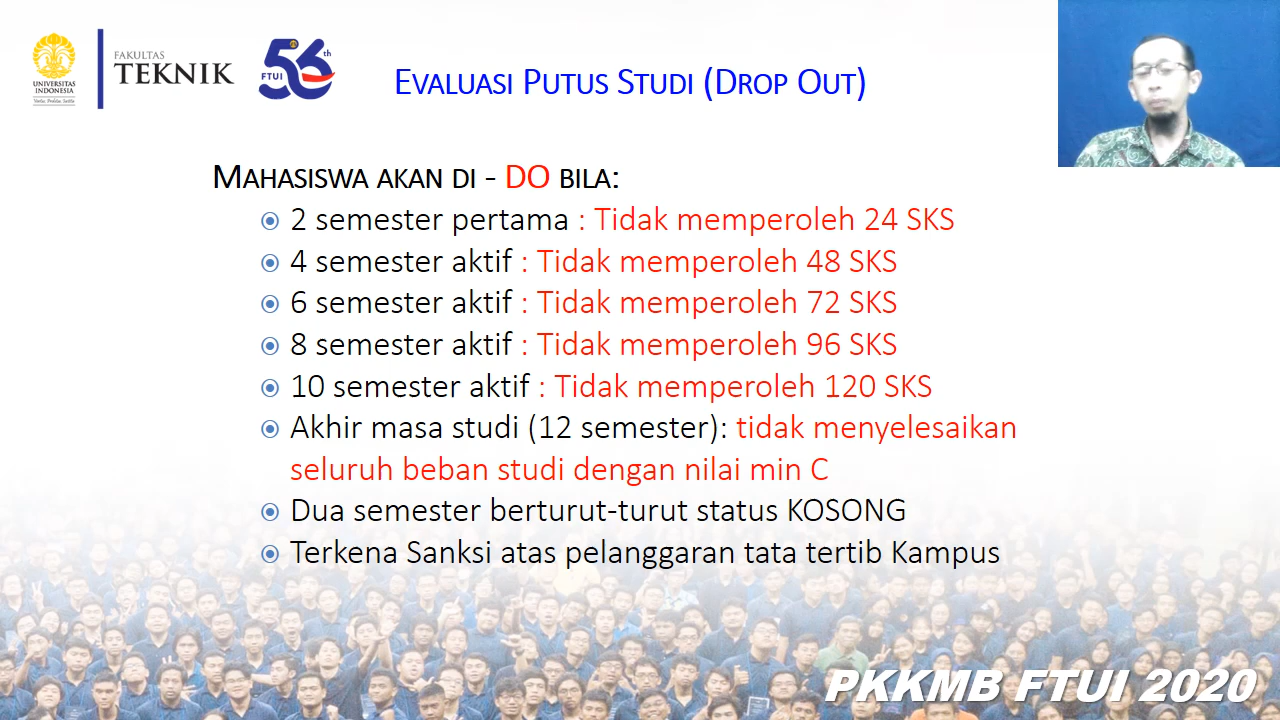 UNIVERSITAS
INDONESIA
Veritas, Probitas, Iustitia
FAKULTAS
TEKNIK
FTUI
56th
EVALUASI PUTUS STUDI (DROP OUT)
MAHASISWA AKAN DI - DO BILA:
2 semester pertama : Tidak memperoleh 24 SKS
4 semester aktif : Tidak memperoleh 48 SKS
6 semester aktif : Tidak memperoleh 72 SKS
8 semester aktif : Tidak memperoleh 96 SKS
10 semester aktif : Tidak memperoleh 120 SKS
Akhir masa studi (12 semester): tidak menyelesaikan
seluruh beban studi dengan nilai min C
Dua semester berturut-turut status KOSONG
Terkena Sanksi atas pelanggaran tata tertib Kampus
PKKMB FTUI 2020